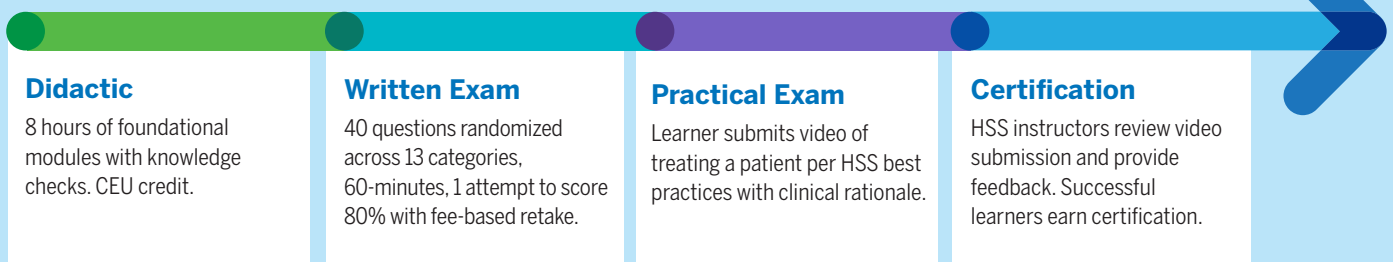 Didactic
8 hours of foundational
modules with knowledge
checks. CEU credit.
Written Exam
40 questions randomized
across 13 categories,
60-minutes, 1 attempt to score
80% with fee-based retake.
Practical Exam
Learner submits video of
treating a patient per HSS best
practices with clinical rationale.
Certification
HSS instructors review video
submission and provide
feedback. Successful
learners earn certification.